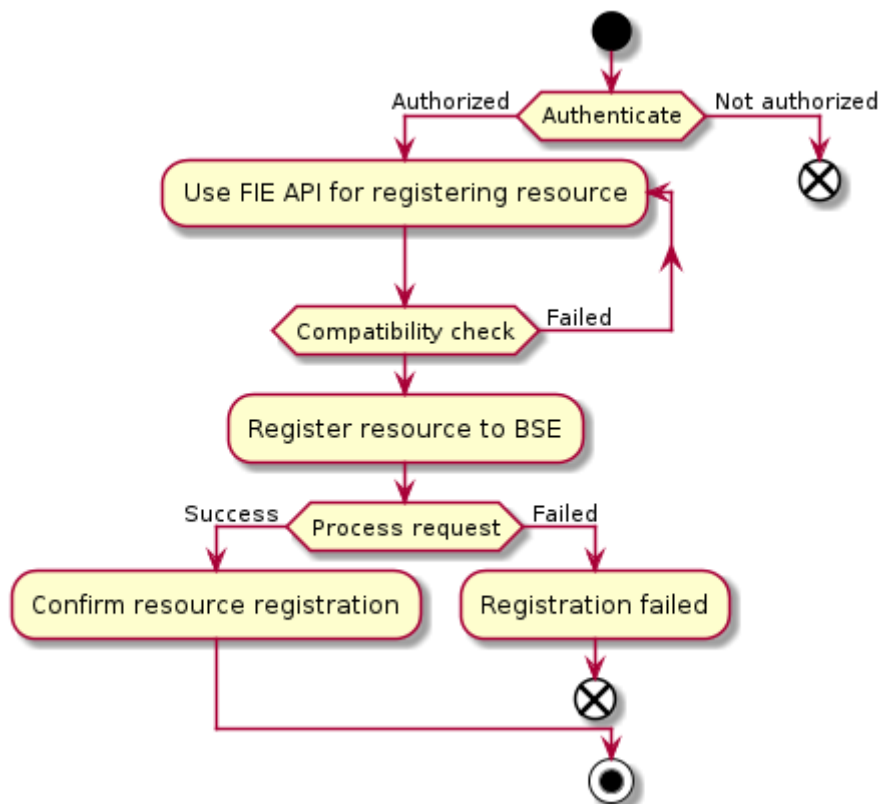 Authorized
Authenticate
Not authorized
Use FIE API for registering resource
Compatibility check
Failed
Register resource to BSE
Success
Process request
Failed
Confirm resource registration
Registration failed